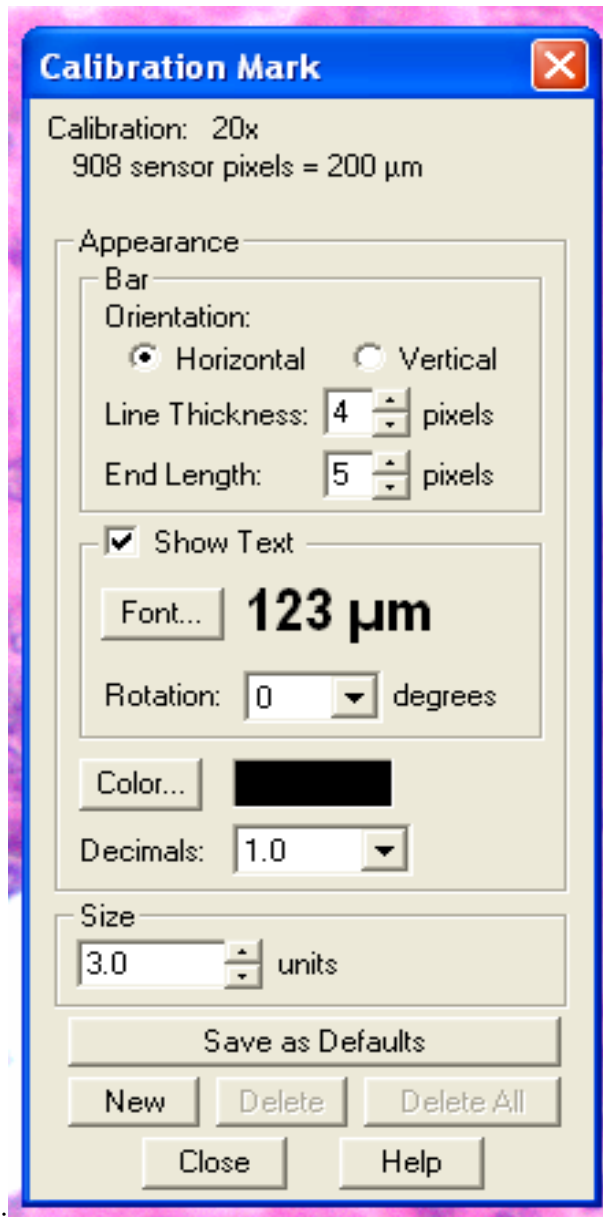 Calibration Mark
Calibration: 20x
908 sensor pixels = 200 µm
Appearance
Bar
Orientation:
Horizontal Vertical
Line Thickness: 4 pixels
End Length: 5 pixels
Show Text
Font... 123 µm
Rotation: 0 degrees
Color...
Decimals: 1.0
Size
3.0 units
Save as Defaults
New Delete Delete All
Close Help